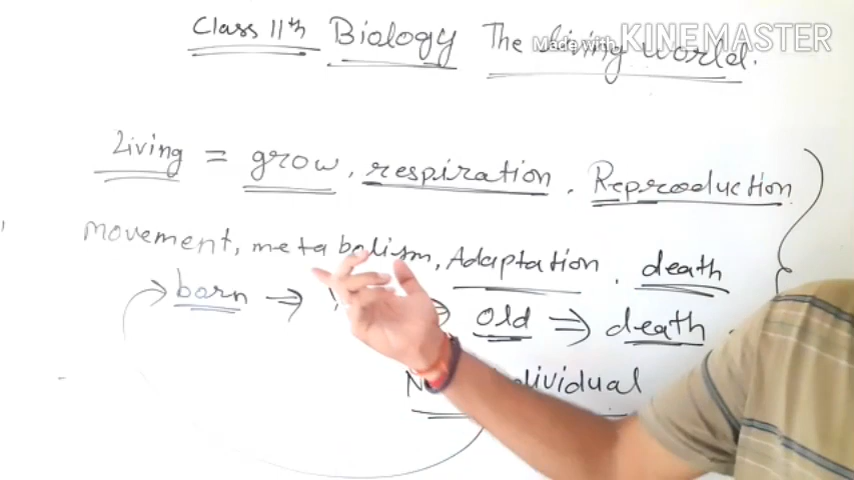 Class 11th Biology The Living world.
Made with KINEMASTER
Living = grow, respiration, Reproduction
movement, metabolism, Adaptation, death
born ⇒ ⇒ old ⇒ death